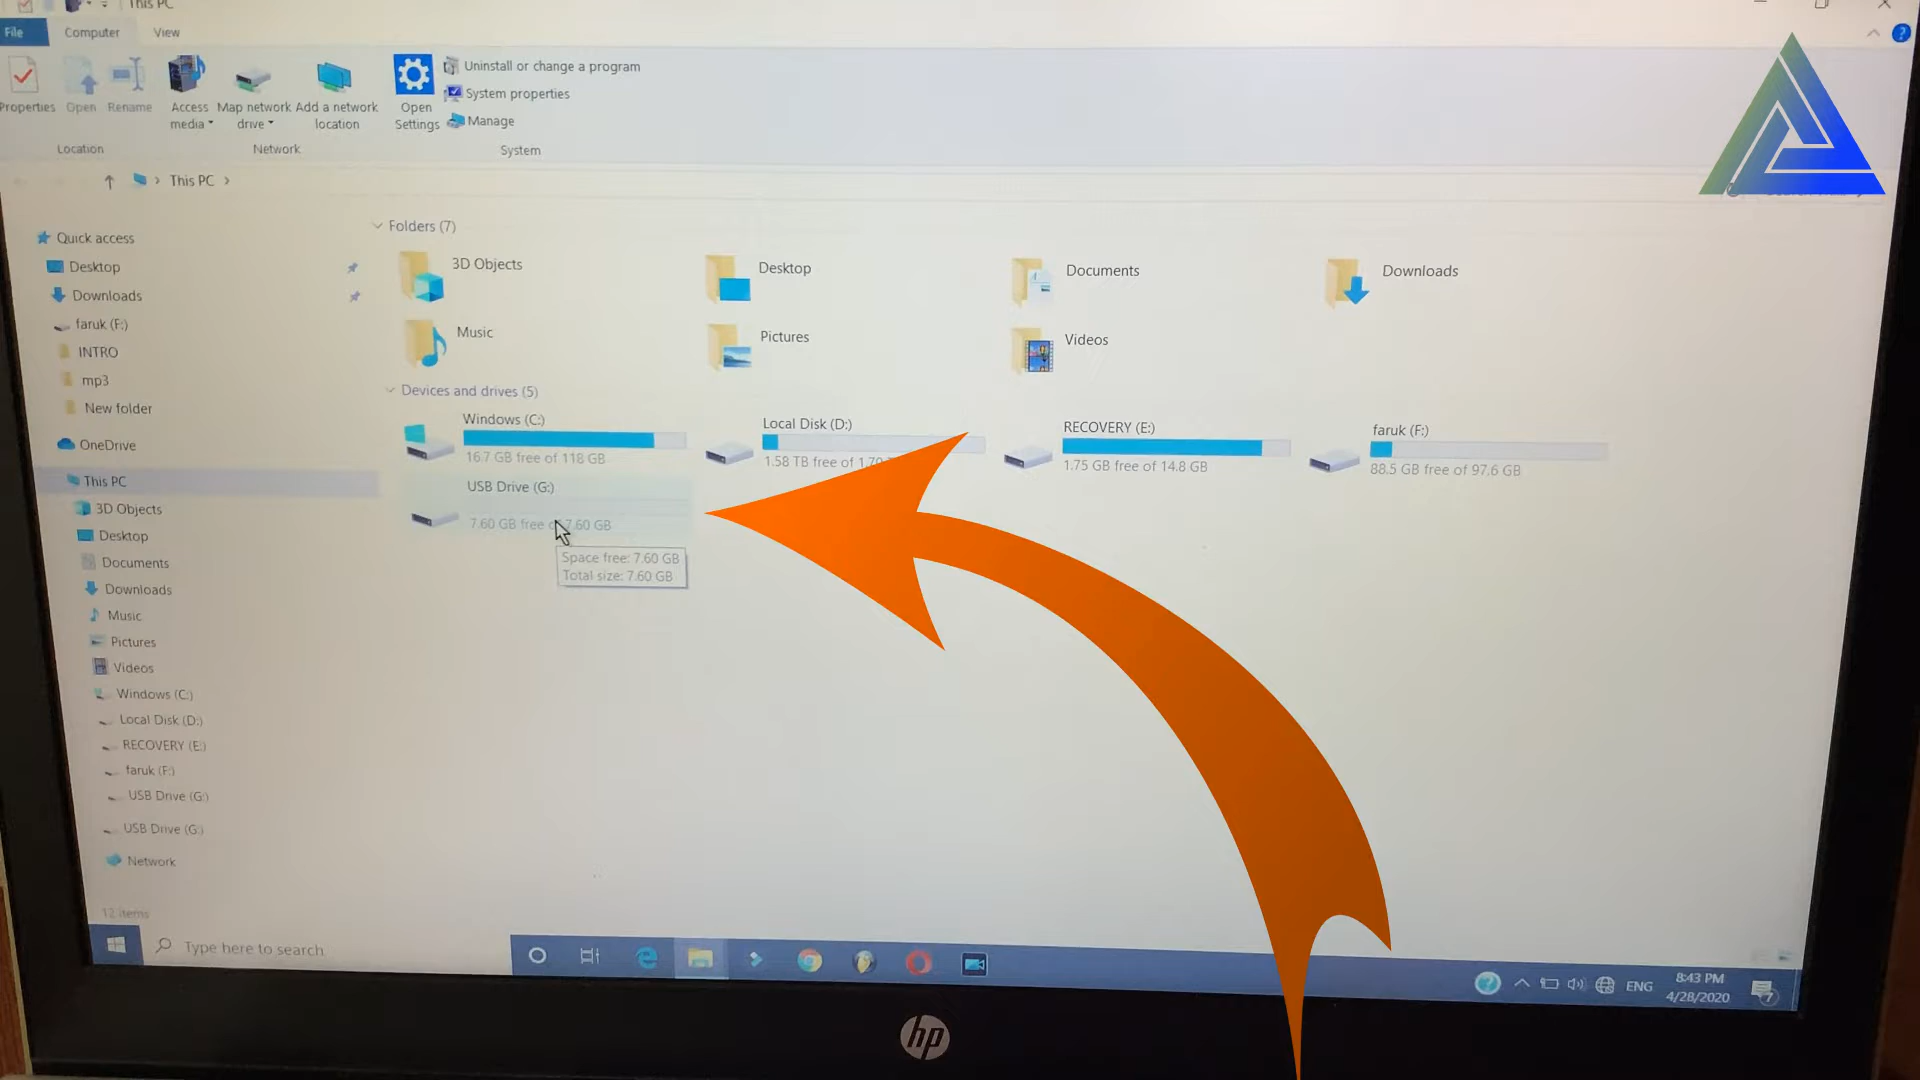 This PC
File
Computer
View
Properties
Open
Rename
Access media
Map network drive
Add a network location
Open Settings
Uninstall or change a program
System properties
Manage
Location
Network
System
This PC
Quick access
Desktop
Downloads
faruk (F:)
INTRO
mp3
New folder
OneDrive
This PC
3D Objects
Desktop
Documents
Downloads
Music
Pictures
Videos
Windows (C:)
Local Disk (D:)
RECOVERY (E:)
faruk (F:)
USB Drive (G:)
USB Drive (G:)
Network
12 items
Folders (7)
3D Objects
Desktop
Documents
Downloads
Music
Pictures
Videos
Devices and drives (5)
Windows (C:)
16.7 GB free of 118 GB
Local Disk (D:)
1.58 TB free of 1.70
RECOVERY (E:)
1.75 GB free of 14.8 GB
faruk (F:)
88.5 GB free of 97.6 GB
USB Drive (G:)
7.60 GB free of 7.60 GB
Space free: 7.60 GB
Total size: 7.60 GB
Type here to search
ENG
8:43 PM
4/28/2020
7
hp